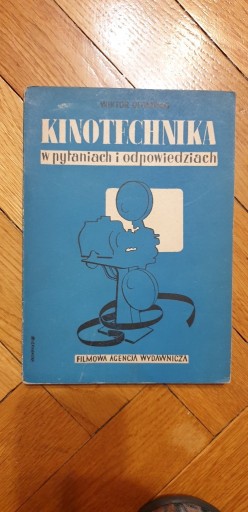 KINOTECHNIKA
w pytaniach i odpowiedziach
FILMOWA AGENCJA WYDAWNICZA